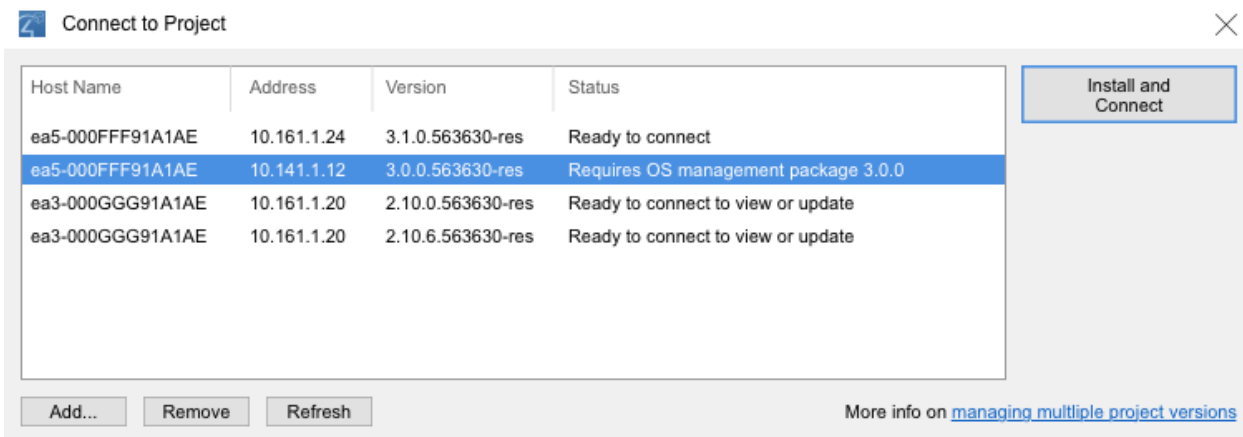 Connect to Project
Host Name Address Version Status
ea5-000FFF91A1AE 10.161.1.24 3.1.0.563630-res Ready to connect
ea5-000FFF91A1AE 10.141.1.12 3.0.0.563630-res Requires OS management package 3.0.0
ea3-000GGG91A1AE 10.161.1.20 2.10.0.563630-res Ready to connect to view or update
ea3-000GGG91A1AE 10.161.1.20 2.10.6.563630-res Ready to connect to view or update
Install and
Connect
Add... Remove Refresh
More info on managing multliple project versions